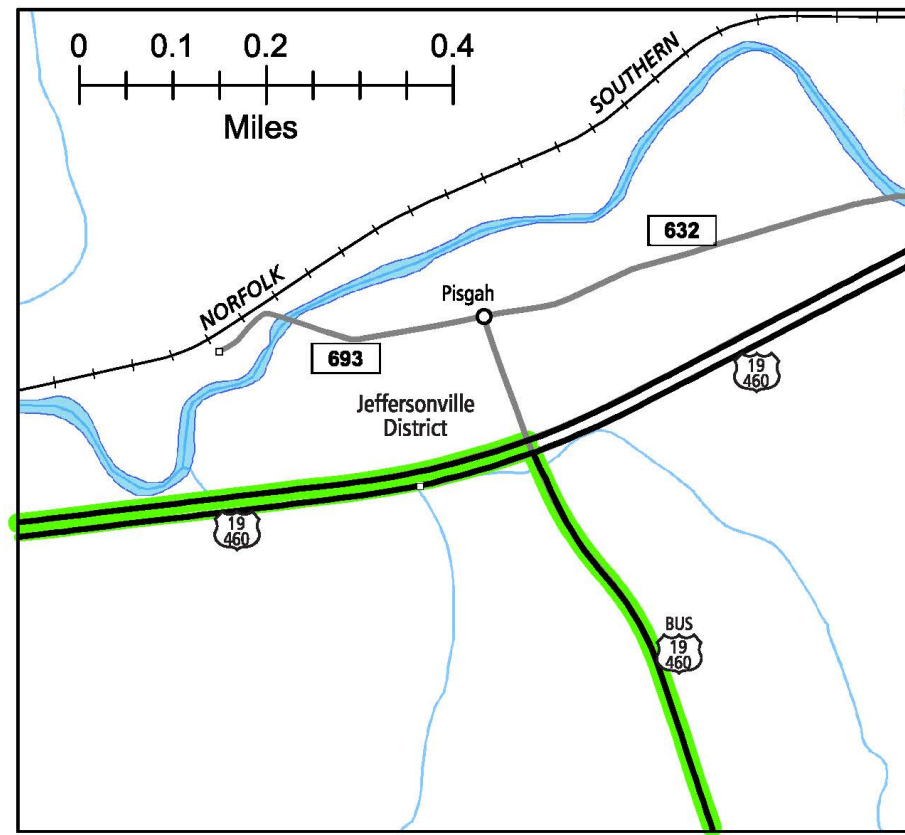 0 0.1 0.2 0.4
Miles
SOUTHERN
NORFOLK
632
Pisgah
693
19
460
Jeffersonville
District
19
460
BUS
19
460